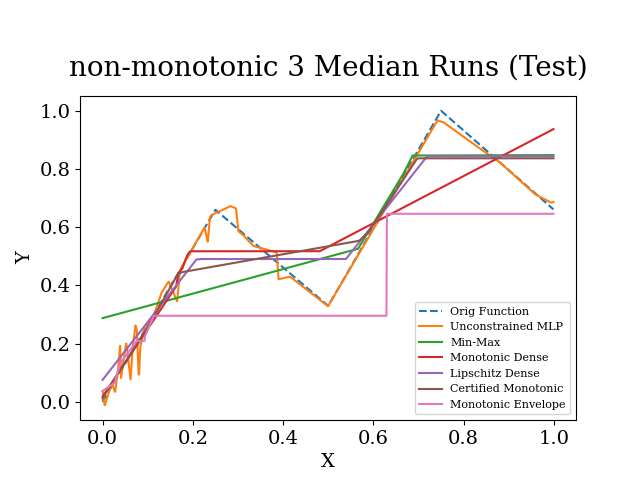 non-monotonic 3 Median Runs (Test)
Y
1.0
0.8
0.6
0.4
0.2
0.0
0.0 0.2 0.4 0.6 0.8 1.0
X
Orig Function
Unconstrained MLP
Min-Max
Monotonic Dense
Lipschitz Dense
Certified Monotonic
Monotonic Envelope